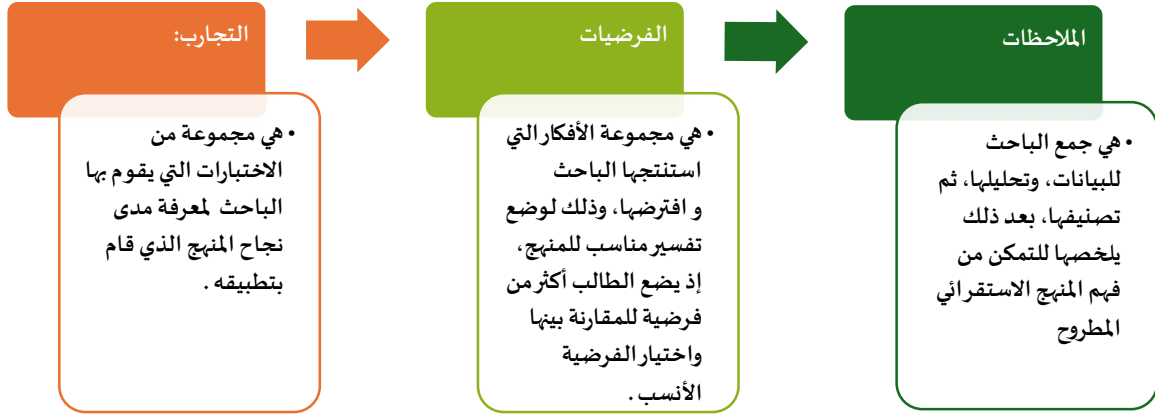 الملاحظات
• هي جمع الباحث
للبيانات، وتحليلها، ثم
تصنيفها، بعد ذلك
يلخصها للتمكن من
فهم المنهج الاستقرائي
المطروح
الفرضيات
• هي مجموعة الأفكار التي
استنتجها الباحث
و افترضها، وذلك لوضع
تفسير مناسب للمنهج،
إذ يضع الطالب أكثر من
فرضية للمقارنة بينها
واختيار الفرضية
الأنسب .
التجارب:
• هي مجموعة من
الاختبارات التي يقوم بها
الباحث لمعرفة مدى
نجاح المنهج الذي قام
بتطبيقه .